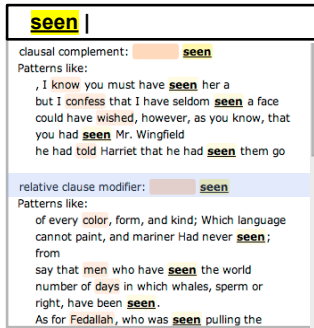 seen
clausal complement: seen
Patterns like:
, I know you must have seen her a
but I confess that I have seldom seen a face
could have wished, however, as you know, that
you had seen Mr. Wingfield
he had told Harriet that he had seen them go
relative clause modifier: seen
Patterns like:
of every color, form, and kind; Which language
cannot paint, and mariner Had never seen;
from
say that men who have seen the world
number of days in which whales, sperm or
right, have been seen.
As for Fedallah, who was seen pulling the